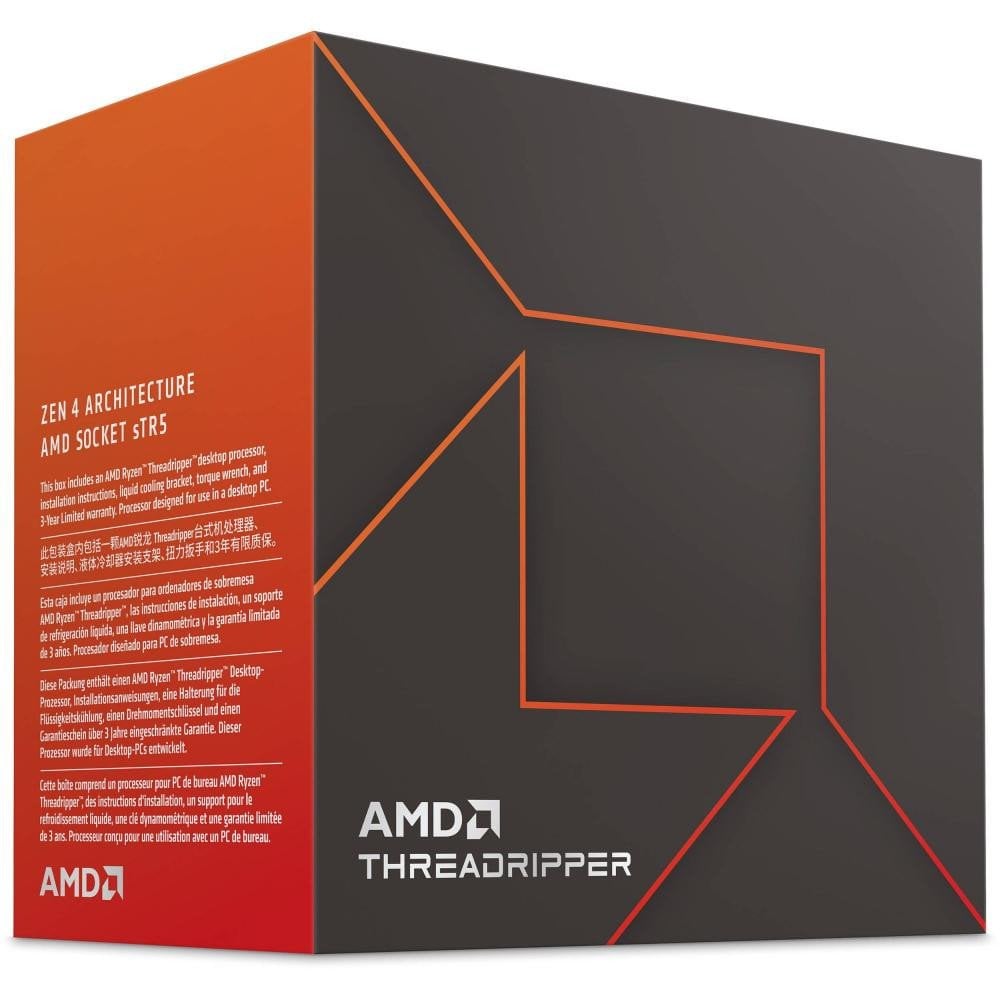 ZEN 4 ARCHITECTURE
AMD SOCKET sTR5
This box includes an AMD Ryzen™ Threadripper™ desktop processor,
installation instructions, liquid cooling bracket, torque wrench, and
3-Year Limited warranty. Processor designed for use in a desktop PC.
此包装盒内包括一颗AMD锐龙 Threadripper台式机处理器、
安装说明、液体冷却器安装支架、扭力扳手和3年有限质保。
Esta caja incluye un procesador para ordenadores de sobremesa
AMD Ryzen™ Threadripper™, las instrucciones de instalación, un soporte
de refrigeración líquida, una llave dinamométrica y la garantía limitada
de 3 años. Procesador diseñado para PC de sobremesa.
Diese Packung enthält einen AMD Ryzen™ Threadripper™ Desktop-
Prozessor, Installationsanweisungen, eine Halterung für die
Flüssigkeitskühlung, einen Drehmomentschlüssel und einen
Garantieschein über 3 Jahre eingeschränkte Garantie. Dieser
Prozessor wurde für Desktop-PCs entwickelt.
Cette boîte comprend un processeur pour PC de bureau AMD Ryzen™
Threadripper™, des instructions d'installation, un support pour le
refroidissement liquide, une clé dynamométrique et une garantie limitée
de 3 ans. Processeur conçu pour une utilisation avec un PC de bureau.
AMD
AMD
THREADRIPPER